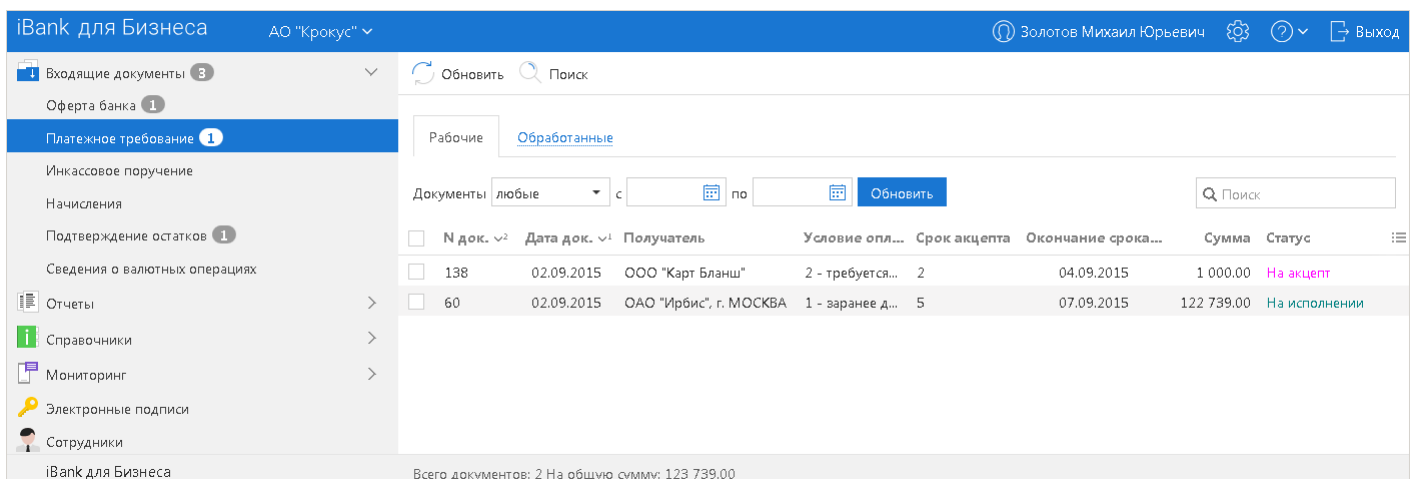 iBank для Бизнеса АО "Крокус" Золотов Михаил Юрьевич ? Выход
Входящие документы 3
Оферта банка 1
Платежное требование 1
Инкассовое поручение
Начисления
Подтверждение остатков 1
Сведения о валютных операциях
Отчеты
Справочники
Мониторинг
Электронные подписи
Сотрудники
iBank для Бизнеса
Обновить Поиск
Рабочие Обработанные
Документы любые с по Обновить Поиск
N док. 2 Дата док. 1 Получатель Условие опл... Срок акцепта Окончание срока... Сумма Статус
138 02.09.2015 ООО "Карт Бланш" 2 - требуется... 2 04.09.2015 1 000.00 На акцепт
60 02.09.2015 ОАО "Ирбис", г. МОСКВА 1 - заранее д... 5 07.09.2015 122 739.00 На исполнении
Всего документов: 2 На общую сумму: 123 739.00